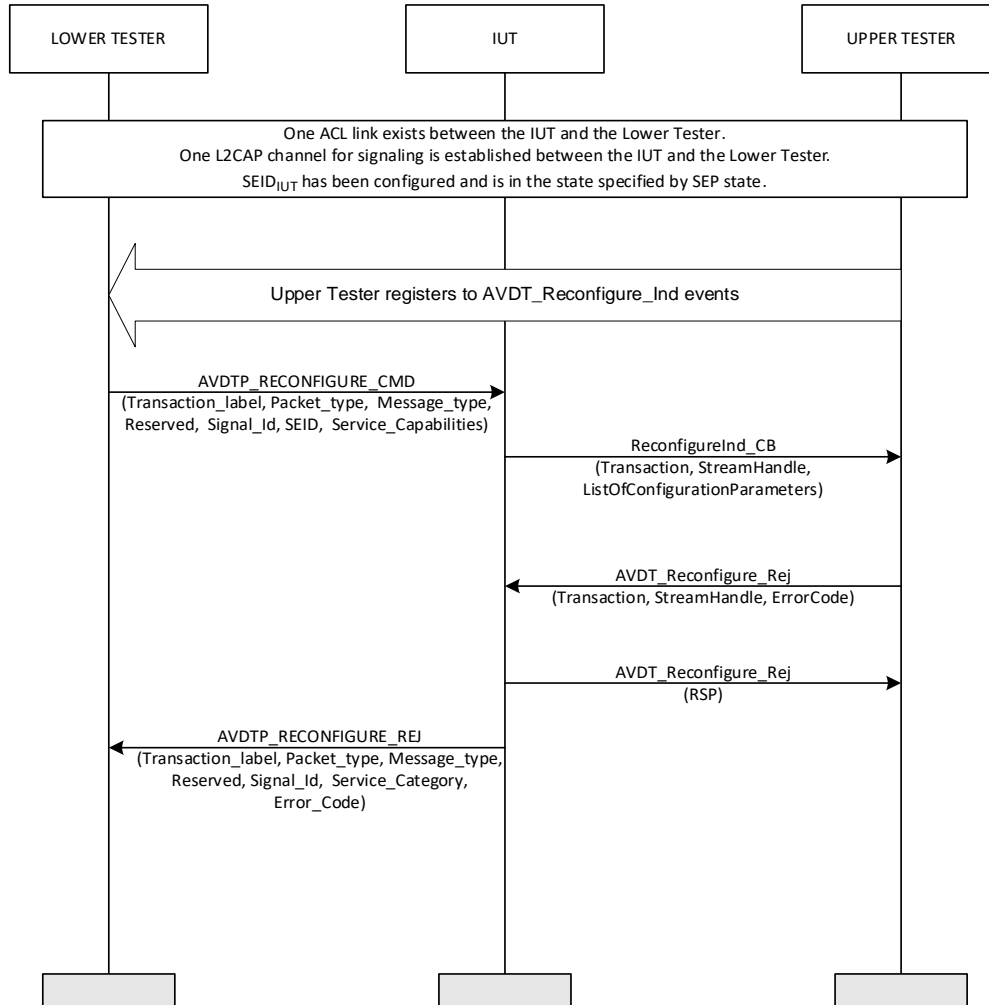 LOWER TESTER
IUT
UPPER TESTER
One ACL link exists between the IUT and the Lower Tester.
One L2CAP channel for signaling is established between the IUT and the Lower Tester.
SEIDIUT has been configured and is in the state specified by SEP state.
Upper Tester registers to AVDT_Reconfigure_Ind events
AVDTP_RECONFIGURE_CMD
(Transaction_label, Packet_type, Message_type,
Reserved, Signal_Id, SEID, Service_Capabilities)
ReconfigureInd_CB
(Transaction, StreamHandle,
ListOfConfigurationParameters)
AVDT_Reconfigure_Rej
(Transaction, StreamHandle, ErrorCode)
AVDT_Reconfigure_Rej
(RSP)
AVDTP_RECONFIGURE_REJ
(Transaction_label, Packet_type, Message_type,
Reserved, Signal_Id, Service_Category,
Error_Code)